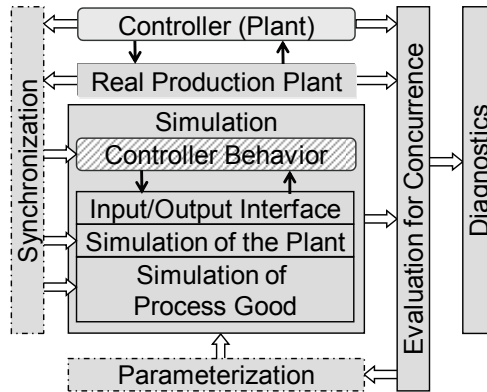 Controller (Plant)
Real Production Plant
Synchronization
Simulation
Controller Behavior
Input/Output Interface
Simulation of the Plant
Simulation of
Process Good
Parameterization
Evaluation for Concurrence
Diagnostics